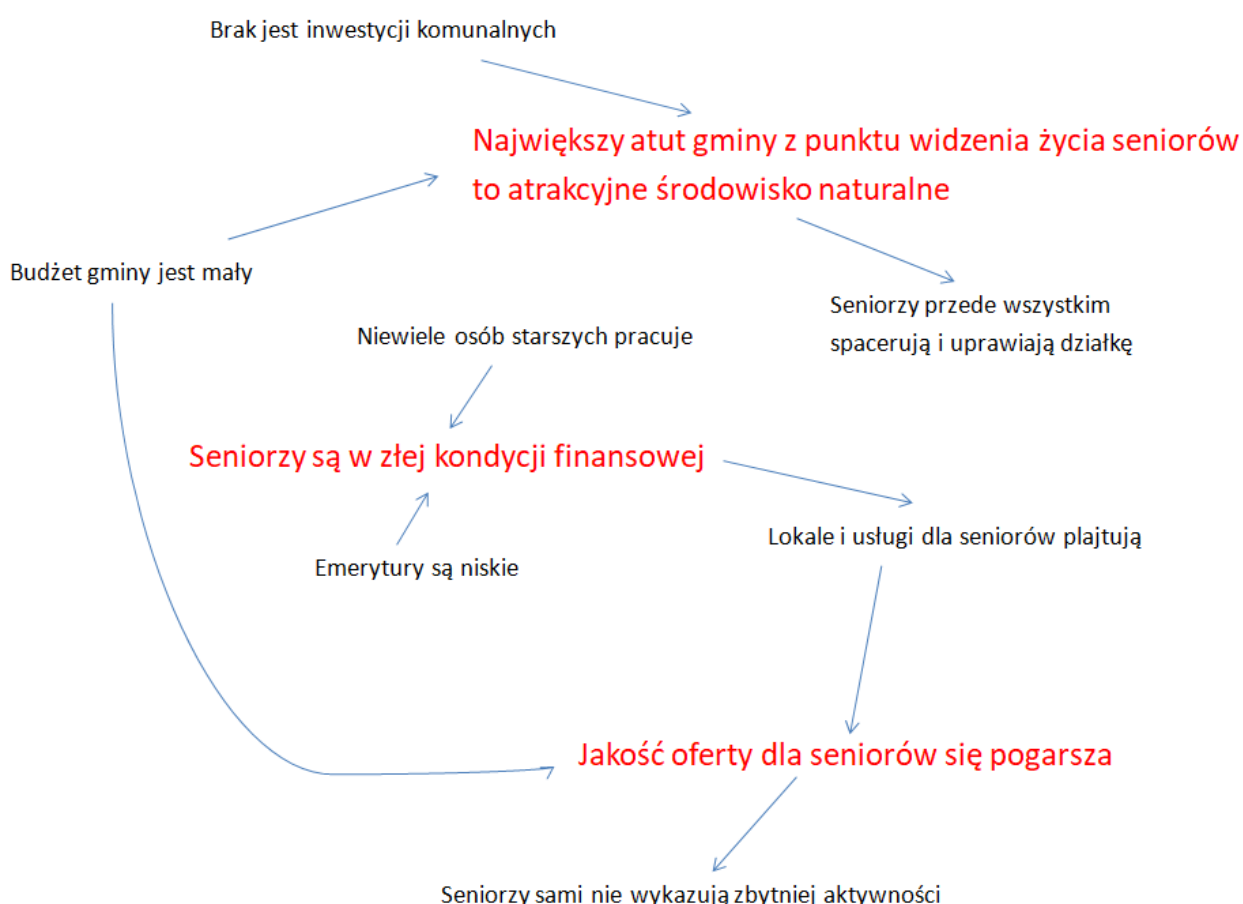 Brak jest inwestycji komunalnych
Największy atut gminy z punktu widzenia życia seniorów
to atrakcyjne środowisko naturalne
Budżet gminy jest mały
Seniorzy przede wszystkim
spacerują i uprawiają działkę
Niewiele osób starszych pracuje
Seniorzy są w złej kondycji finansowej
Lokale i usługi dla seniorów plajtują
Emerytury są niskie
Jakość oferty dla seniorów się pogarsza
Seniorzy sami nie wykazują zbytniej aktywności